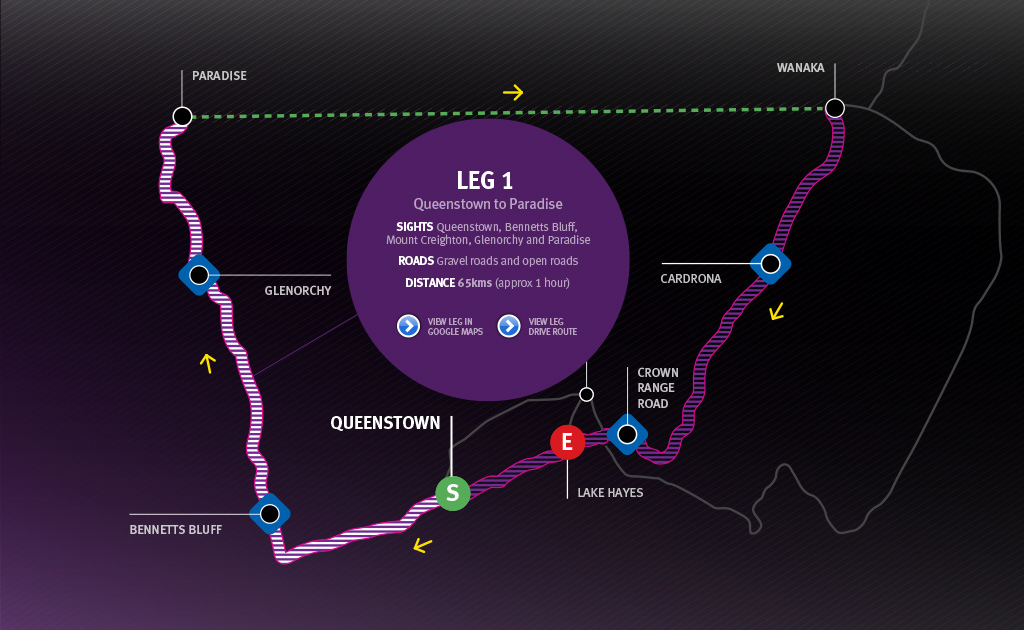 PARADISE
WANAKA
LEG 1
Queenstown to Paradise
SIGHTS Queenstown, Bennetts Bluff,
Mount Creighton, Glenorchy and Paradise
ROADS Gravel roads and open roads
DISTANCE 65kms (approx 1 hour)
VIEW LEG IN
GOOGLE MAPS
VIEW LEG
DRIVE ROUTE
GLENORCHY
CARDRONA
CROWN
RANGE
ROAD
QUEENSTOWN
E
S
LAKE HAYES
BENNETTS BLUFF